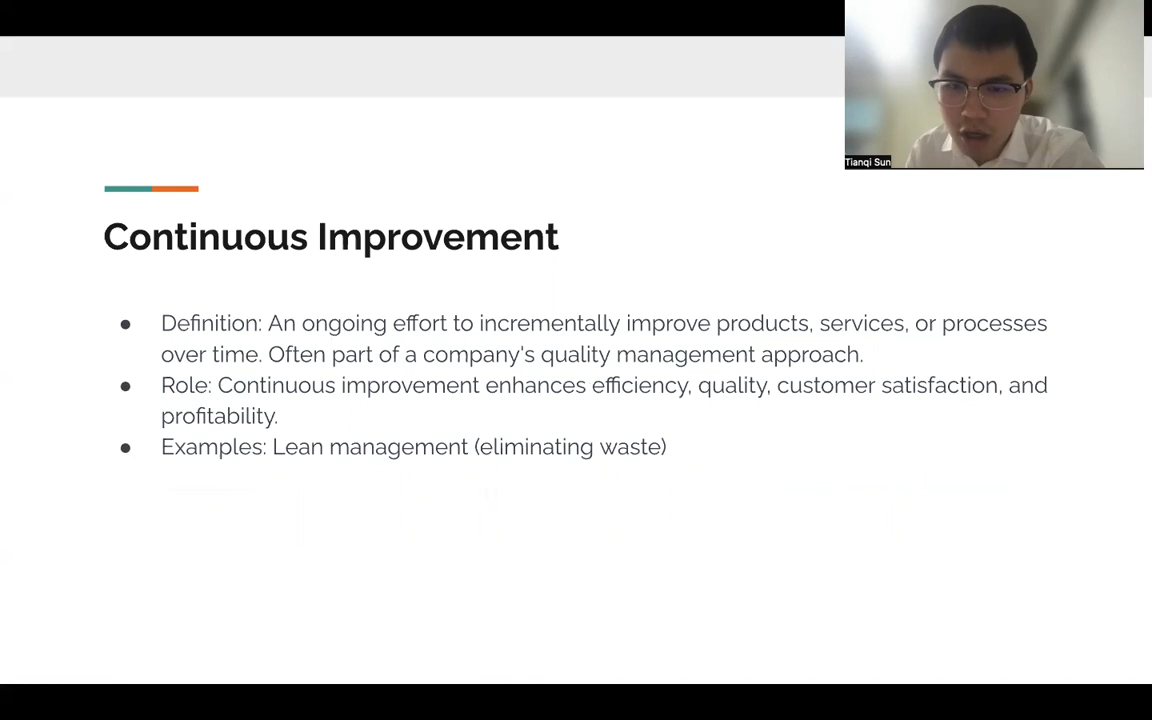 Tianqi Sun
Continuous Improvement
● Definition: An ongoing effort to incrementally improve products, services, or processes
over time. Often part of a company's quality management approach.
● Role: Continuous improvement enhances efficiency, quality, customer satisfaction, and
profitability.
● Examples: Lean management (eliminating waste)